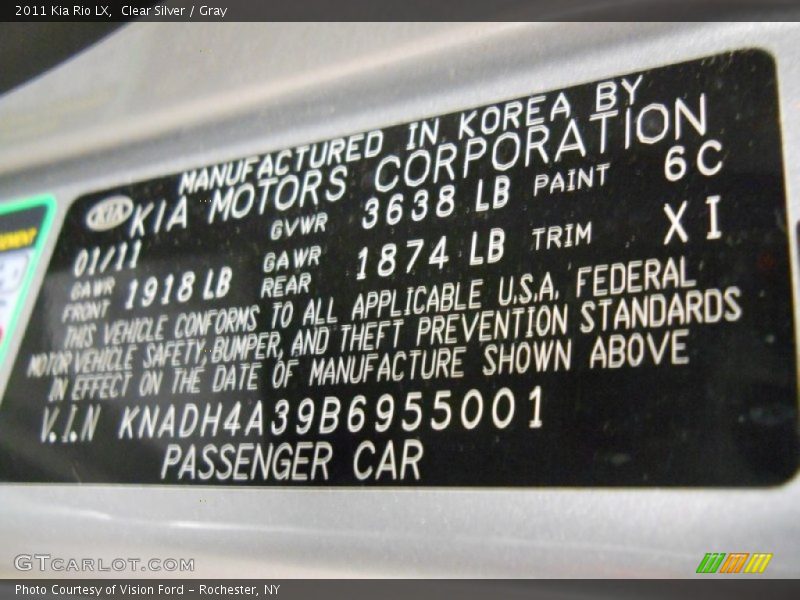 2011 Kia Rio LX,  Clear Silver / Gray
MANUFACTURED IN KOREA BY
KIA KIA MOTORS CORPORATION
01/11 GVWR 3638 LB PAINT 6C
GAWR FRONT 1918 LB GAWR REAR 1874 LB TRIM XI
THIS VEHICLE CONFORMS TO ALL APPLICABLE U.S.A. FEDERAL
MOTOR VEHICLE SAFETY, BUMPER, AND THEFT PREVENTION STANDARDS
IN EFFECT ON THE DATE OF MANUFACTURE SHOWN ABOVE
V.I.N KNADH4A39B6955001
PASSENGER CAR
GTCARLOT.COM
Photo Courtesy of Vision Ford - Rochester, NY